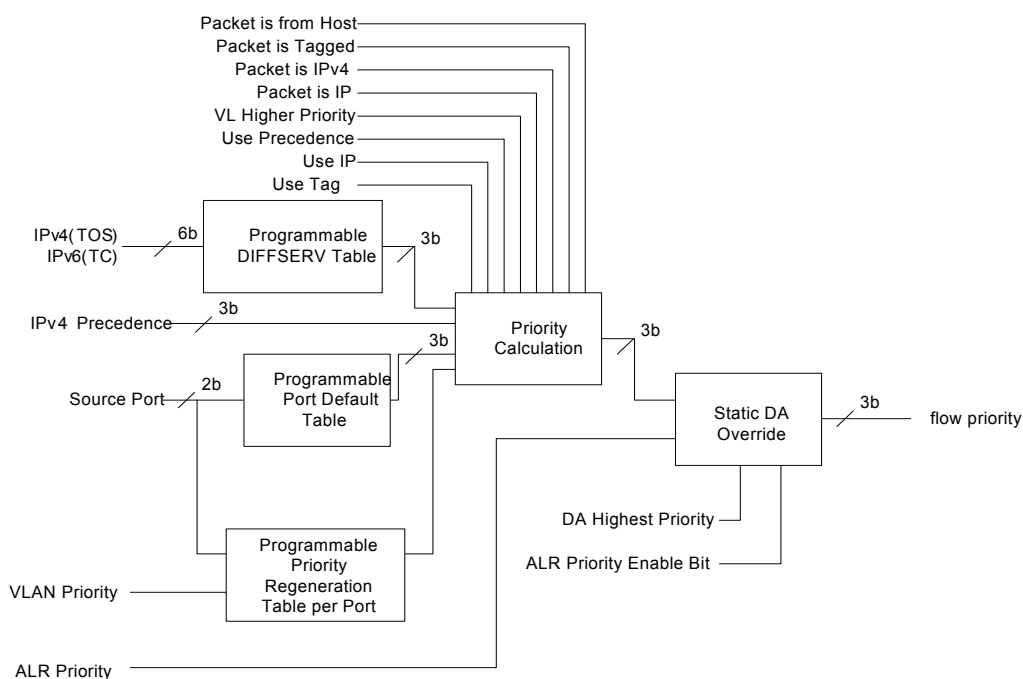 Packet is from Host
Packet is Tagged
Packet is IPv4
Packet is IP
VL Higher Priority
Use Precedence
Use IP
Use Tag
IPv4(TOS)
IPv6(TC)
6b
Programmable
DIFFSERV Table
3b
IPv4 Precedence
3b
Priority
Calculation
3b
3b
Source Port
2b
Programmable
Port Default
Table
Static DA
Override
3b
flow priority
DA Highest Priority
ALR Priority Enable Bit
Programmable
Priority
Regeneration
Table per Port
VLAN Priority
ALR Priority